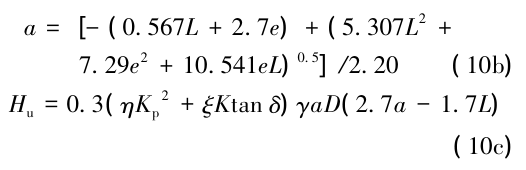 a = [-(0.567L + 2.7e) + (5.307L² +
7.29e² + 10.541eL)^0.5]/2.20 (10b)
Hᵤ = 0.3(ηKₚ² + ξKtan δ)γaD(2.7a − 1.7L)
(10c)